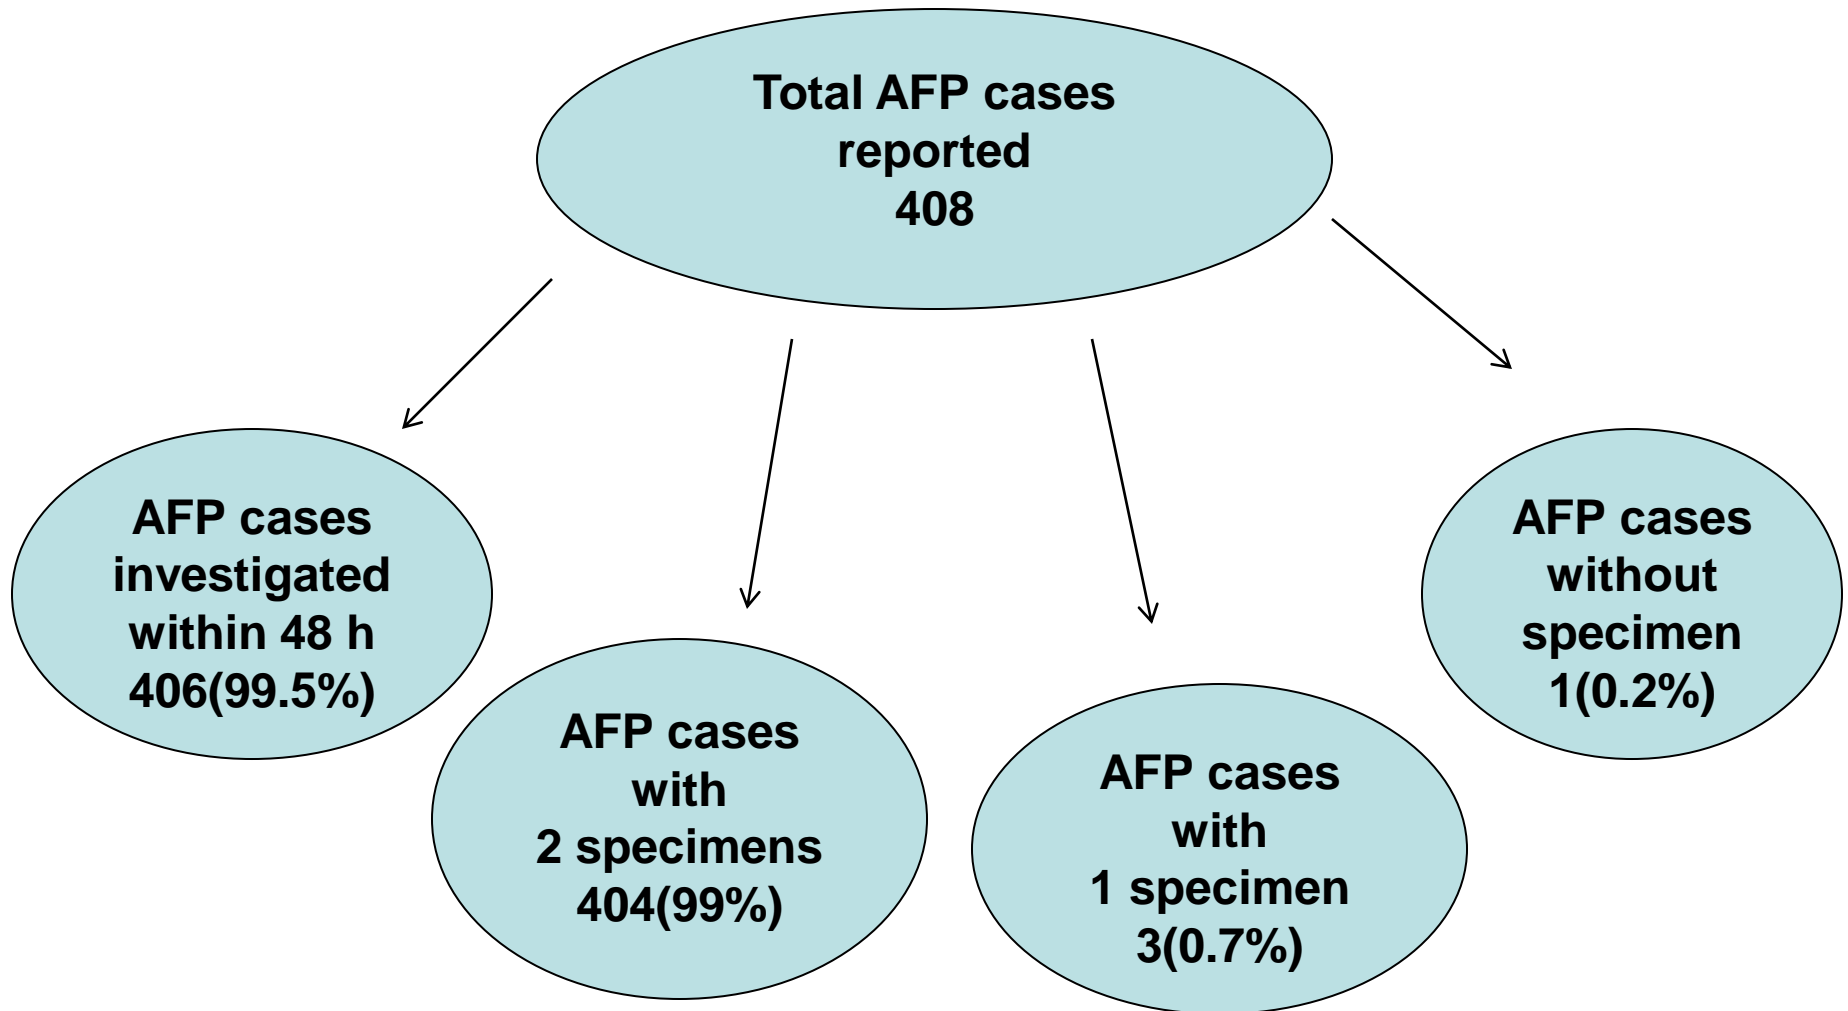 Total AFP cases
reported
408
AFP cases
investigated
within 48 h
406(99.5%)
AFP cases
with
2 specimens
404(99%)
AFP cases
with
1 specimen
3(0.7%)
AFP cases
without
specimen
1(0.2%)